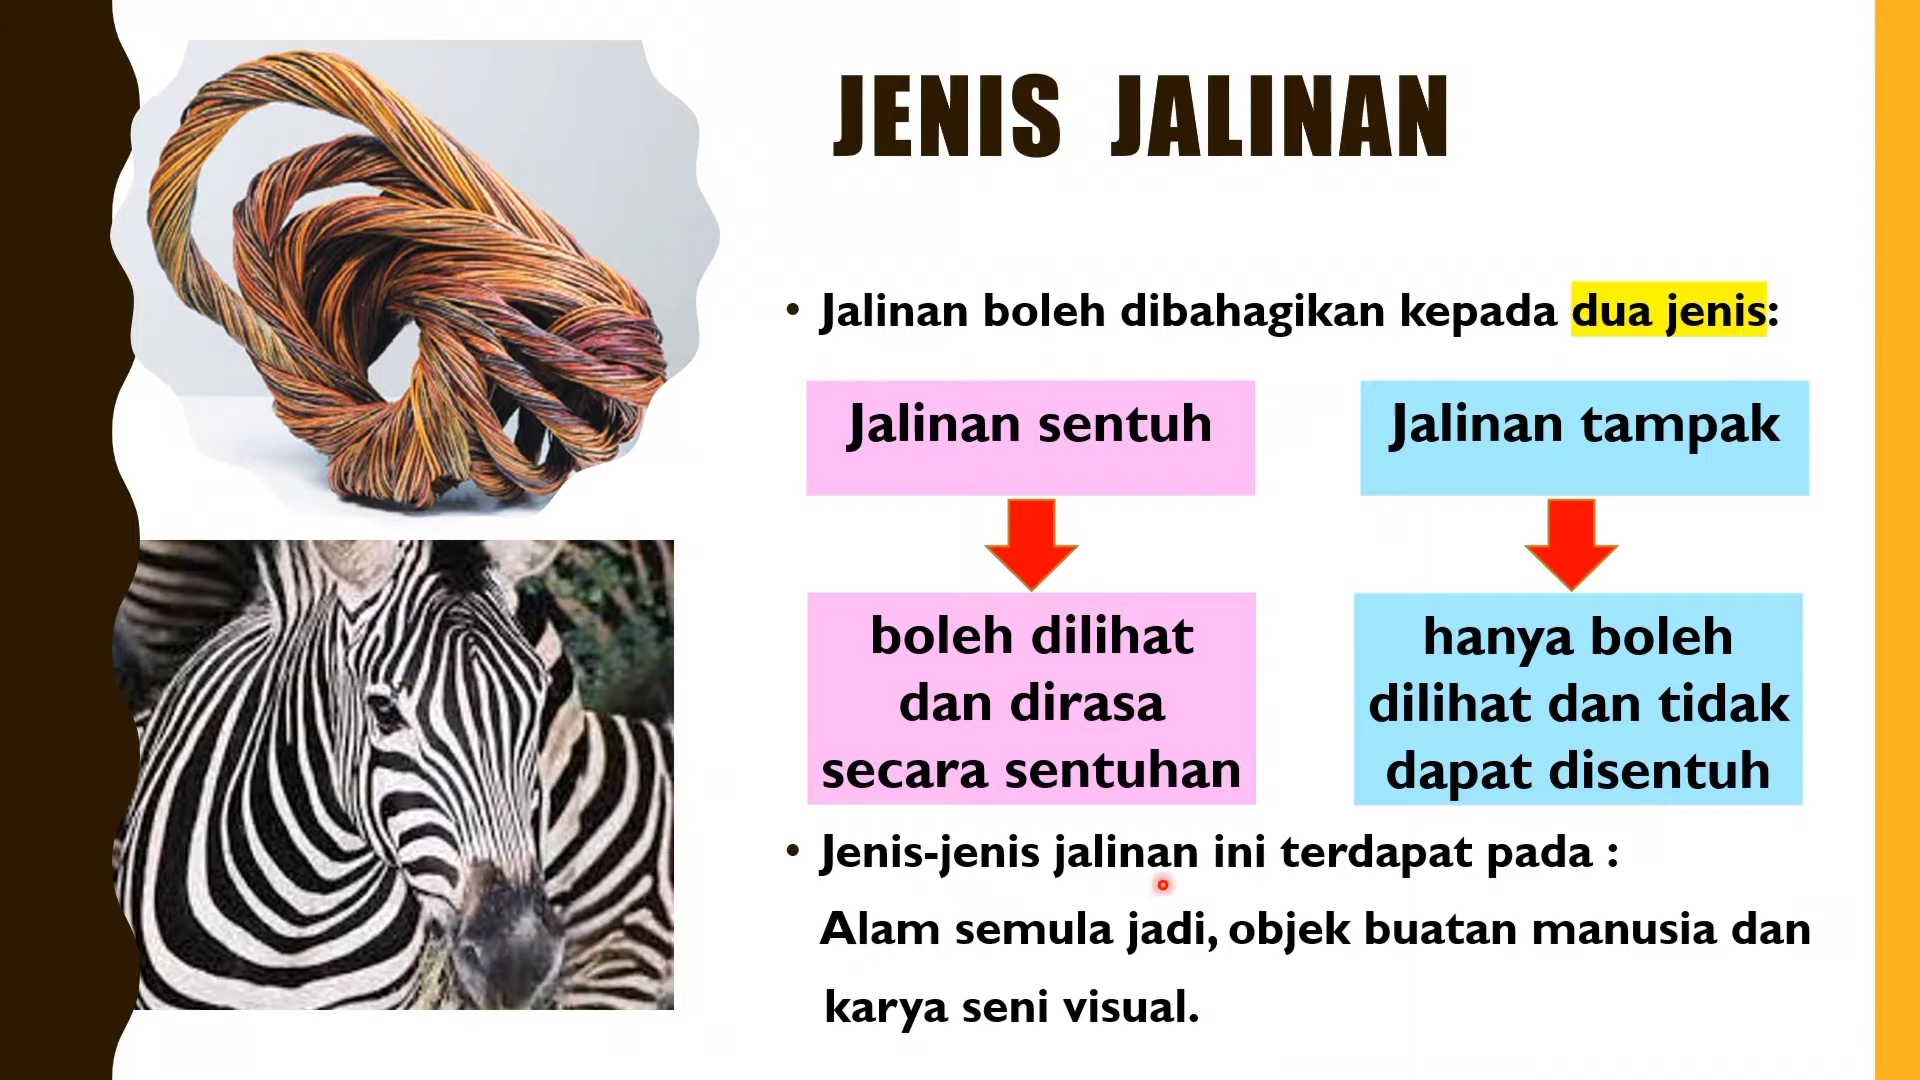 JENIS JALINAN
• Jalinan boleh dibahagikan kepada dua jenis:
Jalinan sentuh
Jalinan tampak
boleh dilihat
dan dirasa
secara sentuhan
hanya boleh
dilihat dan tidak
dapat disentuh
• Jenis-jenis jalinan ini terdapat pada :
Alam semula jadi, objek buatan manusia dan
karya seni visual.